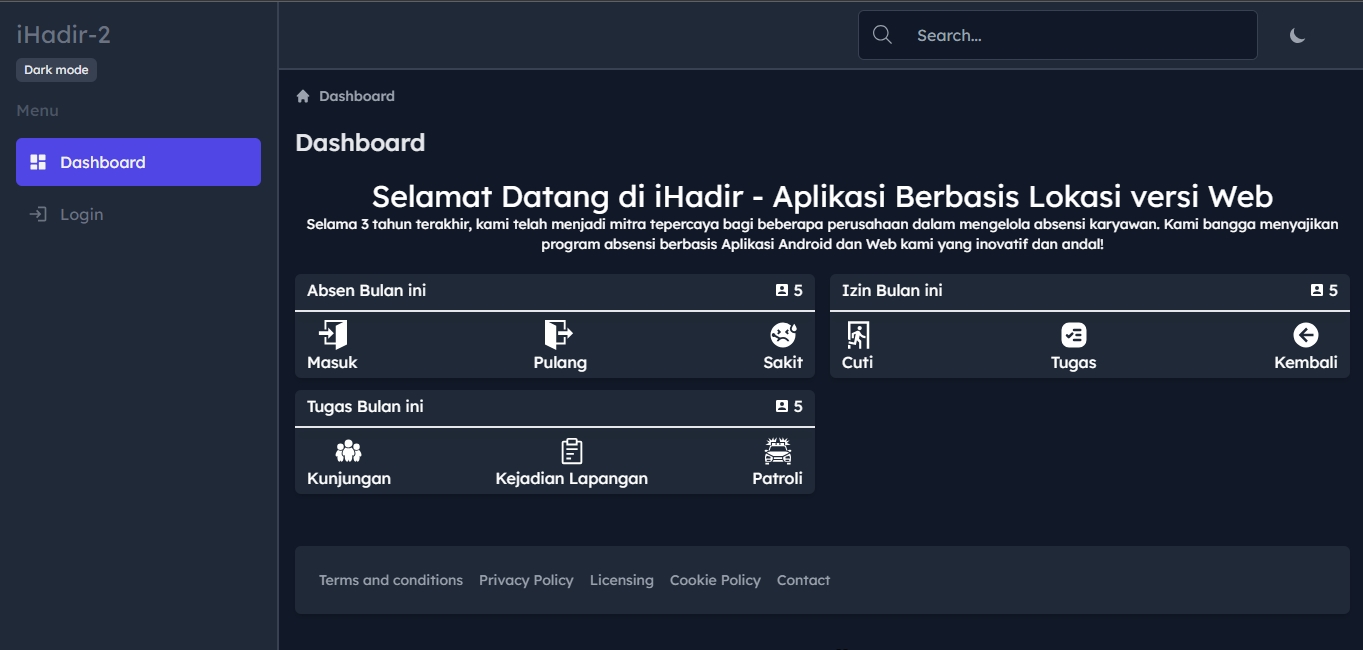 iHadir-2
Dark mode
Menu
Dashboard
Login
Search...
Dashboard
Dashboard
Selamat Datang di iHadir - Aplikasi Berbasis Lokasi versi Web
Selama 3 tahun terakhir, kami telah menjadi mitra tepercaya bagi beberapa perusahaan dalam mengelola absensi karyawan. Kami bangga menyajikan
program absensi berbasis Aplikasi Android dan Web kami yang inovatif dan andal!
Absen Bulan ini 5
Masuk Pulang Sakit
Izin Bulan ini 5
Cuti Tugas Kembali
Tugas Bulan ini 5
Kunjungan Kejadian Lapangan Patroli
Terms and conditions Privacy Policy Licensing Cookie Policy Contact